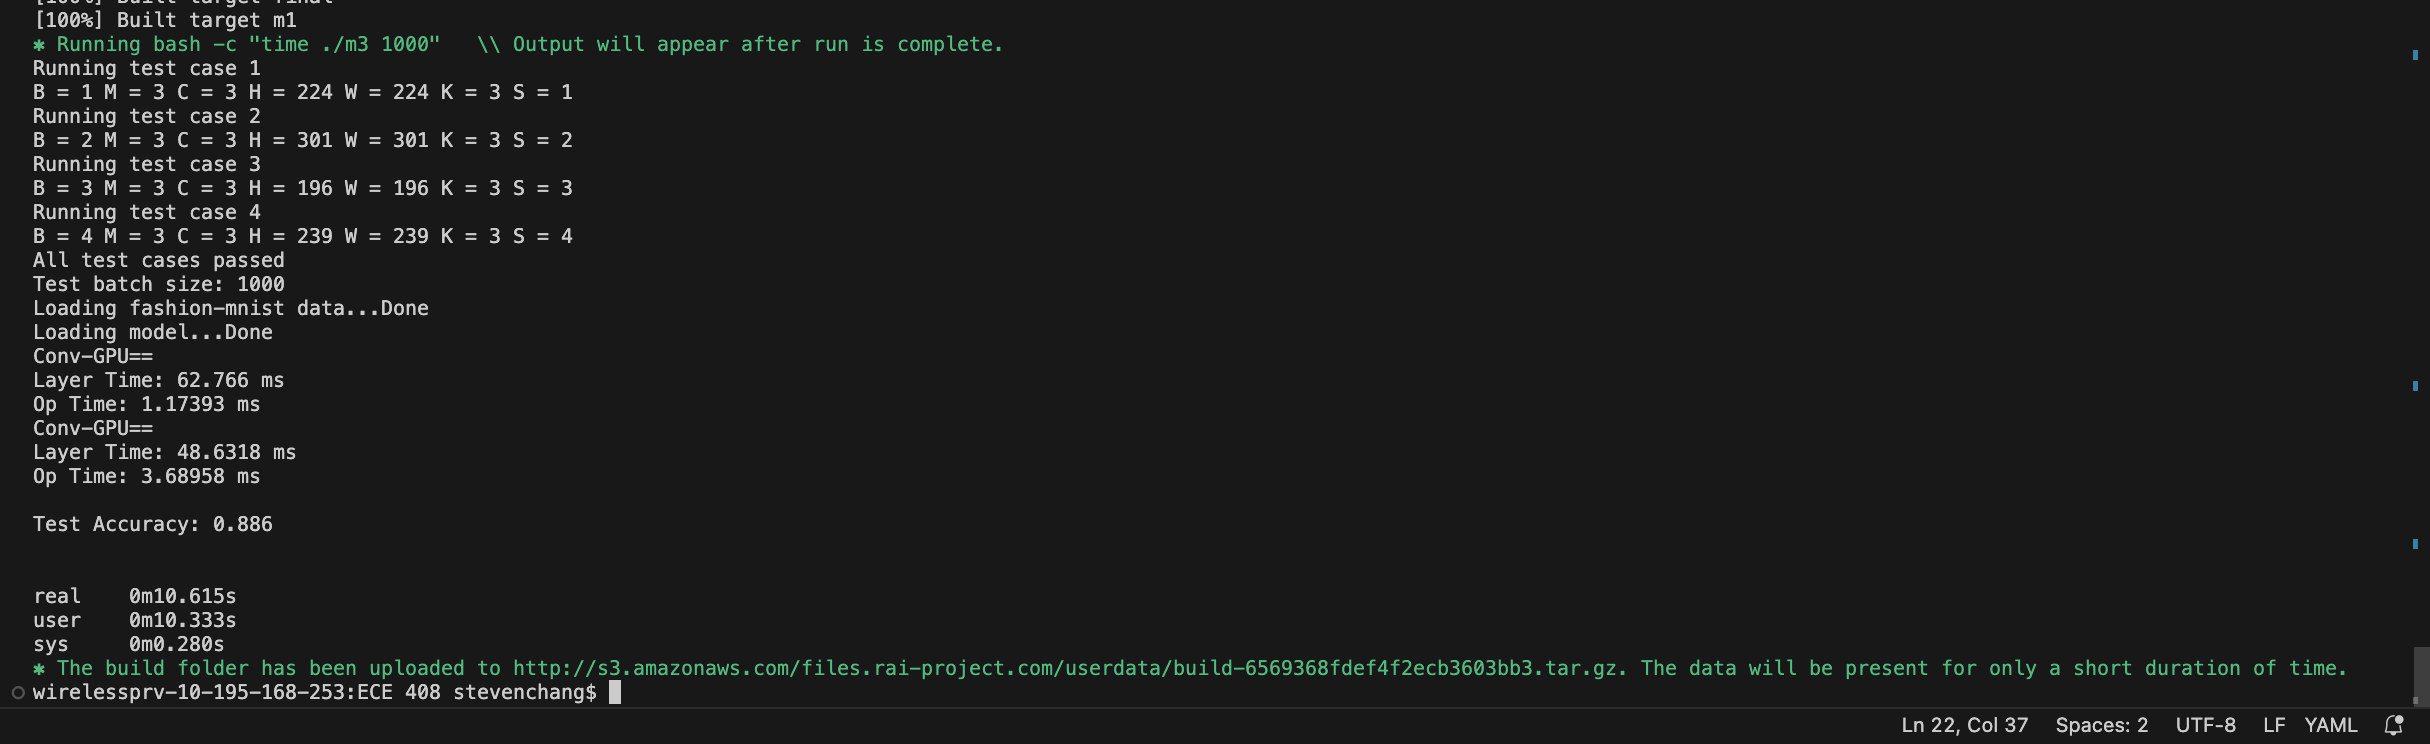 [100%] Built target final
[100%] Built target m1
✱ Running bash -c "time ./m3 1000"   \\ Output will appear after run is complete.
Running test case 1
B = 1 M = 3 C = 3 H = 224 W = 224 K = 3 S = 1
Running test case 2
B = 2 M = 3 C = 3 H = 301 W = 301 K = 3 S = 2
Running test case 3
B = 3 M = 3 C = 3 H = 196 W = 196 K = 3 S = 3
Running test case 4
B = 4 M = 3 C = 3 H = 239 W = 239 K = 3 S = 4
All test cases passed
Test batch size: 1000
Loading fashion-mnist data...Done
Loading model...Done
Conv-GPU==
Layer Time: 62.766 ms
Op Time: 1.17393 ms
Conv-GPU==
Layer Time: 48.6318 ms
Op Time: 3.68958 ms
Test Accuracy: 0.886
real    0m10.615s
user    0m10.333s
sys     0m0.280s
✱ The build folder has been uploaded to http://s3.amazonaws.com/files.rai-project.com/userdata/build-6569368fdef4f2ecb3603bb3.tar.gz. The data will be present for only a short duration of time.
wirelessprv-10-195-168-253:ECE 408 stevenchang$
Ln 22, Col 37   Spaces: 2   UTF-8   LF   YAML